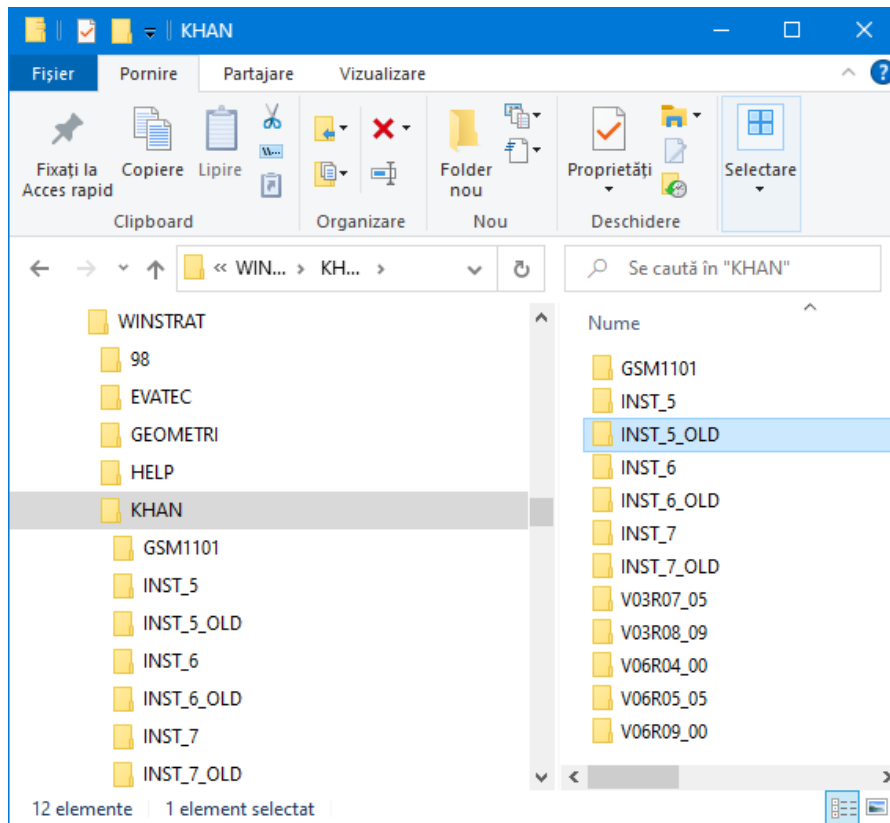 KHAN
Fișier Pornire Partajare Vizualizare
Fixați la Acces rapid
Copiere
Lipire
Folder nou
Proprietăți
Selectare
Clipboard Organizare Nou Deschidere
« WIN... › KH... ›
Se caută în "KHAN"
WINSTRAT
98
EVATEC
GEOMETRI
HELP
KHAN
GSM1101
INST_5
INST_5_OLD
INST_6
INST_6_OLD
INST_7
INST_7_OLD
Nume
GSM1101
INST_5
INST_5_OLD
INST_6
INST_6_OLD
INST_7
INST_7_OLD
V03R07_05
V03R08_09
V06R04_00
V06R05_05
V06R09_00
12 elemente 1 element selectat